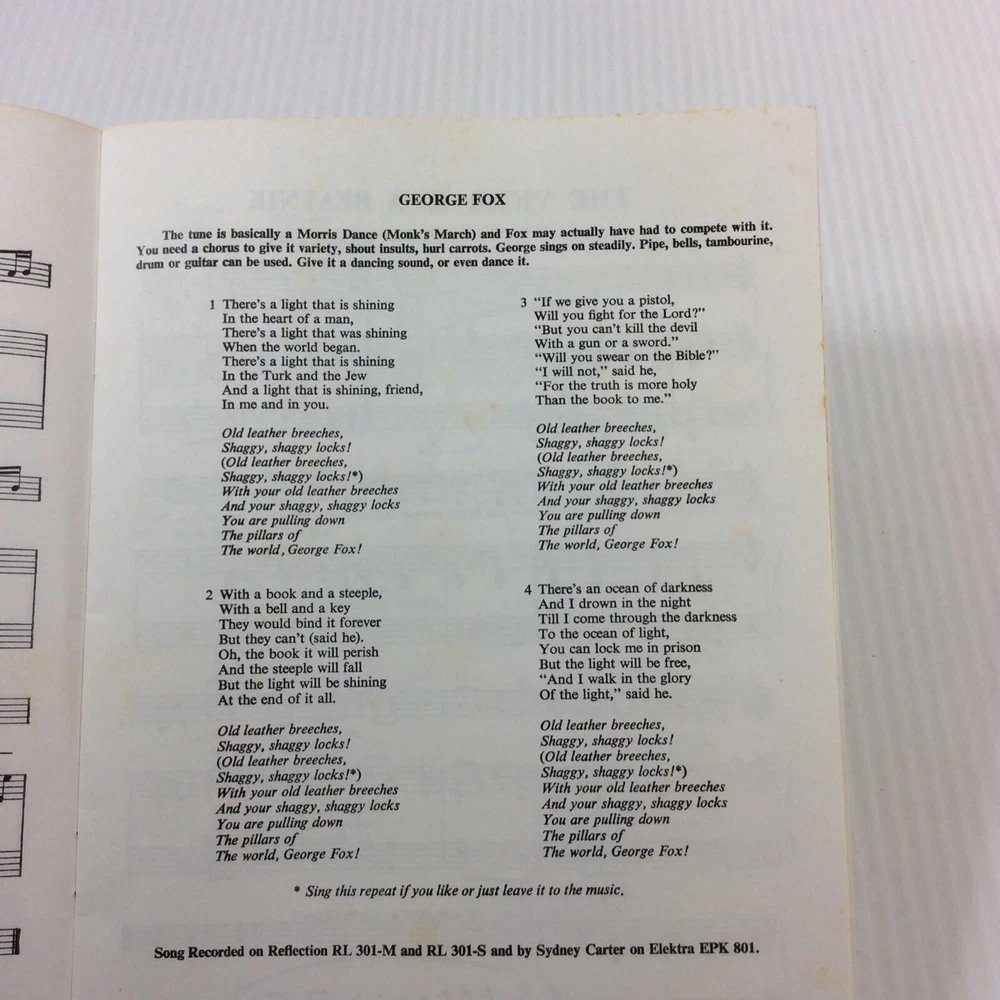 GEORGE FOX
The tune is basically a Morris Dance (Monk's March) and Fox may actually have had to compete with it.
You need a chorus to give it variety, shout insults, hurl carrots. George sings on steadily. Pipe, bells, tambourine,
drum or guitar can be used. Give it a dancing sound, or even dance it.
1 There's a light that is shining
In the heart of a man,
There's a light that was shining
When the world began.
There's a light that is shining
In the Turk and the Jew
And a light that is shining, friend,
In me and in you.
Old leather breeches,
Shaggy, shaggy locks!
(Old leather breeches,
Shaggy, shaggy locks!*)
With your old leather breeches
And your shaggy, shaggy locks
You are pulling down
The pillars of
The world, George Fox!
2 With a book and a steeple,
With a bell and a key
They would bind it forever
But they can't (said he).
Oh, the book it will perish
And the steeple will fall
But the light will be shining
At the end of it all.
Old leather breeches,
Shaggy, shaggy locks!
(Old leather breeches,
Shaggy, shaggy locks!*)
With your old leather breeches
And your shaggy, shaggy locks
You are pulling down
The pillars of
The world, George Fox!
3 “If we give you a pistol,
Will you fight for the Lord?”
“But you can't kill the devil
With a gun or a sword.”
“Will you swear on the Bible?”
“I will not,” said he,
“For the truth is more holy
Than the book to me.”
Old leather breeches,
Shaggy, shaggy locks!
(Old leather breeches,
Shaggy, shaggy locks!*)
With your old leather breeches
And your shaggy, shaggy locks
You are pulling down
The pillars of
The world, George Fox!
4 There's an ocean of darkness
And I drown in the night
Till I come through the darkness
To the ocean of light,
You can lock me in prison
But the light will be free,
“And I walk in the glory
Of the light,” said he.
Old leather breeches,
Shaggy, shaggy locks!
(Old leather breeches,
Shaggy, shaggy locks!*)
With your old leather breeches
And your shaggy, shaggy locks
You are pulling down
The pillars of
The world, George Fox!
* Sing this repeat if you like or just leave it to the music.
Song Recorded on Reflection RL 301-M and RL 301-S and by Sydney Carter on Elektra EPK 801.